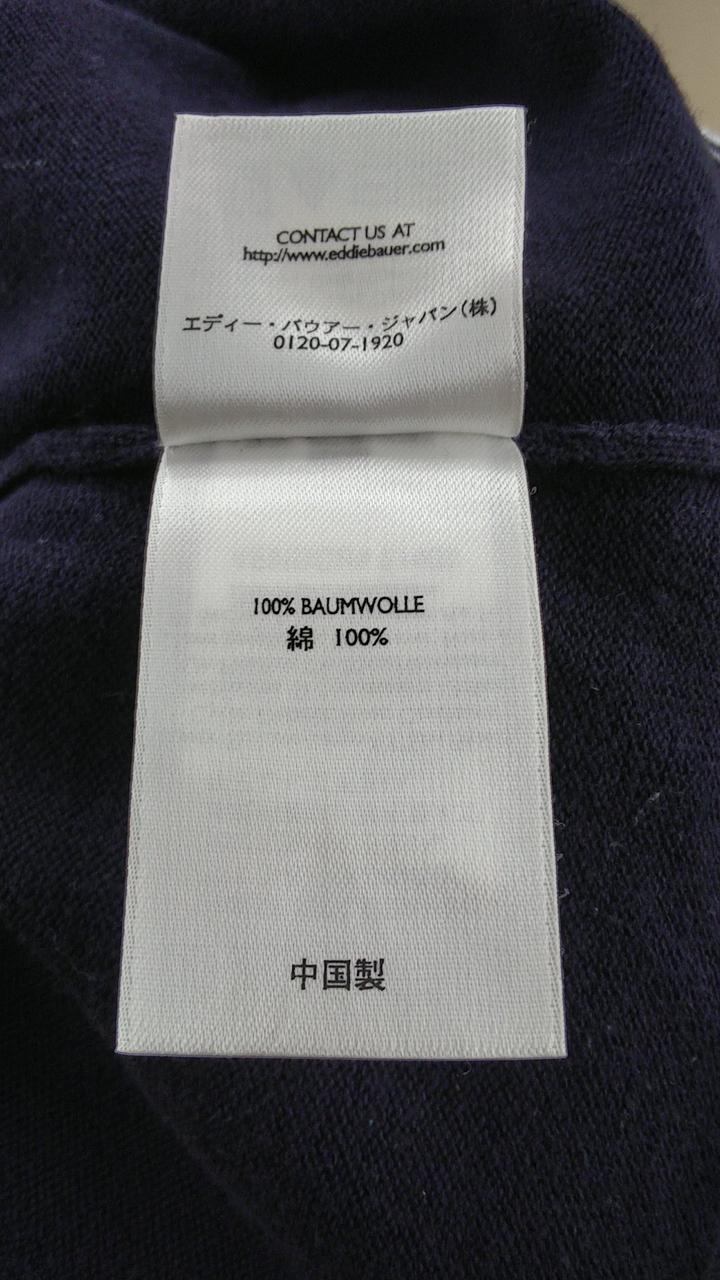 CONTACT US AT
http://www.eddiebauer.com
エディー・バウアー・ジャパン(株)
0120-07-1920
100% BAUMWOLLE
綿 100%
中国製